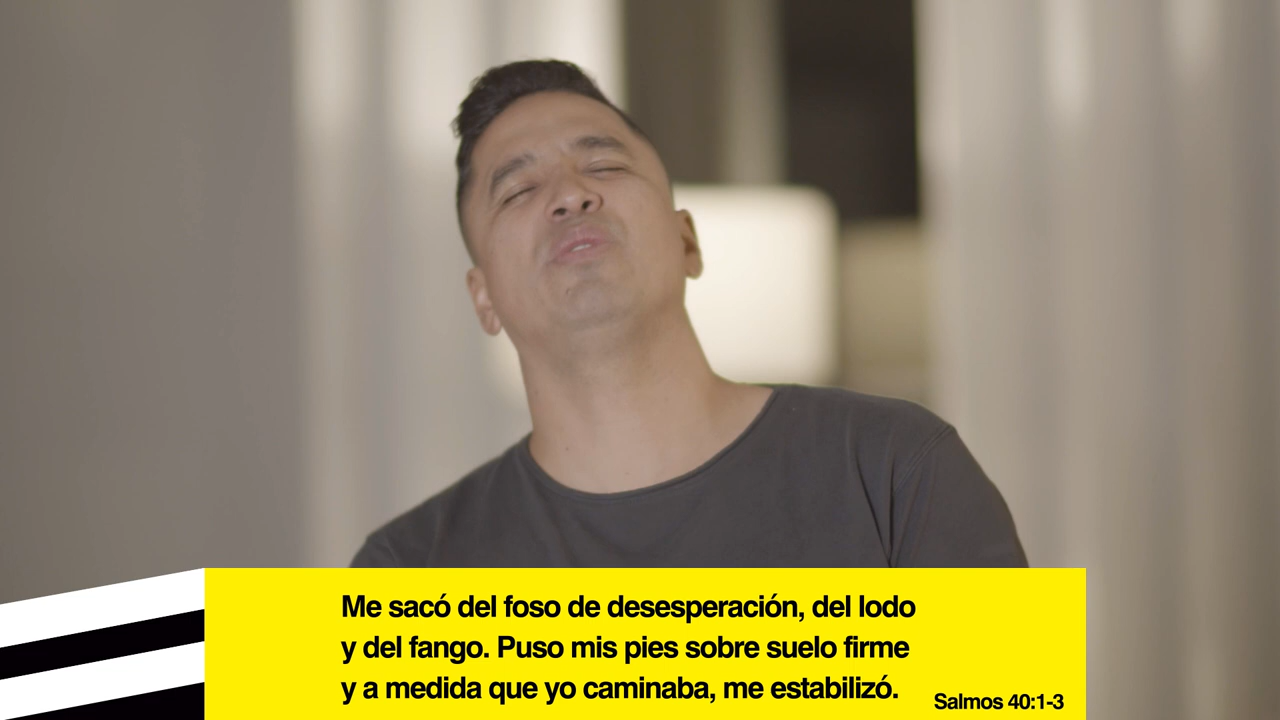 Me sacó del foso de desesperación, del lodo
y del fango. Puso mis pies sobre suelo firme
y a medida que yo caminaba, me estabilizó.
Salmos 40:1-3